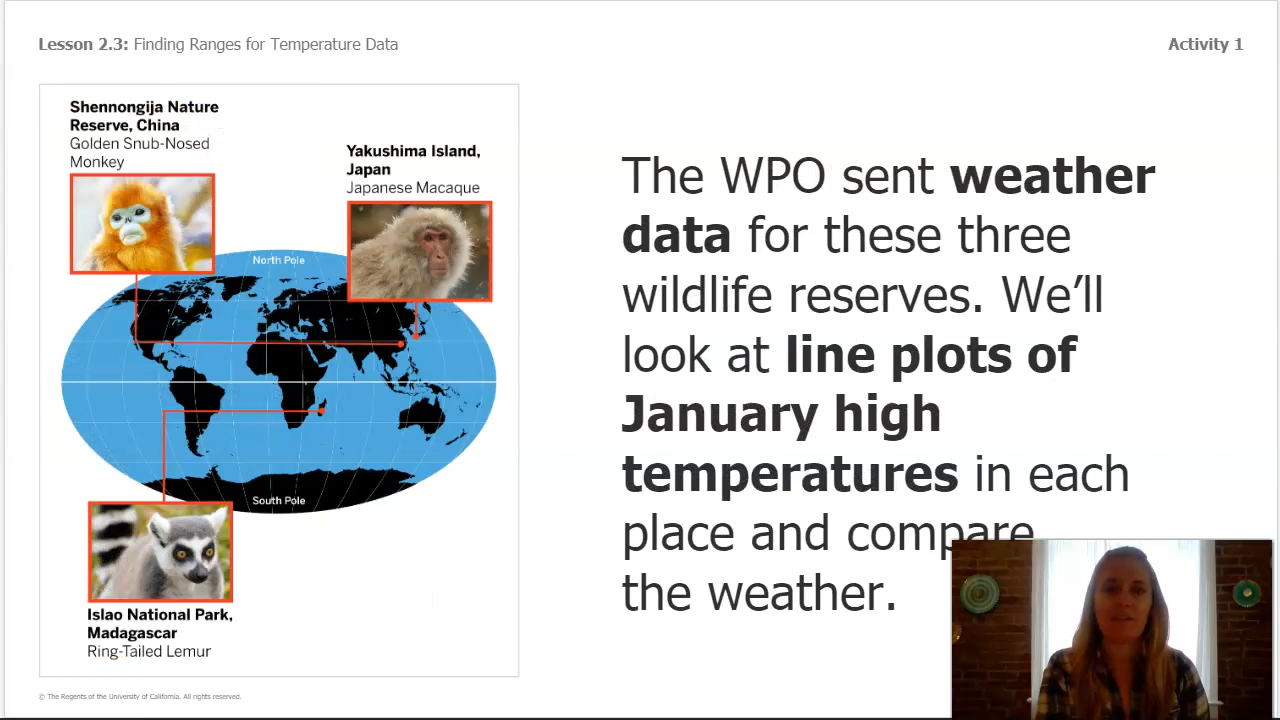 Lesson 2.3: Finding Ranges for Temperature Data
Activity 1
Shennongija Nature
Reserve, China
Golden Snub-Nosed
Monkey
Yakushima Island,
Japan
Japanese Macaque
North Pole
South Pole
Islao National Park,
Madagascar
Ring-Tailed Lemur
The WPO sent weather
data for these three
wildlife reserves. We’ll
look at line plots of
January high
temperatures in each
place and compare
the weather.
© The Regents of the University of California. All rights reserved.